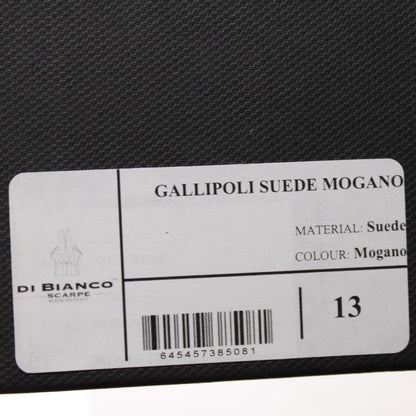 GALLIPOLI SUEDE MOGANO
MATERIAL: Suede
COLOUR: Mogano
DI BIANCO
SCARPE
645457385081
13